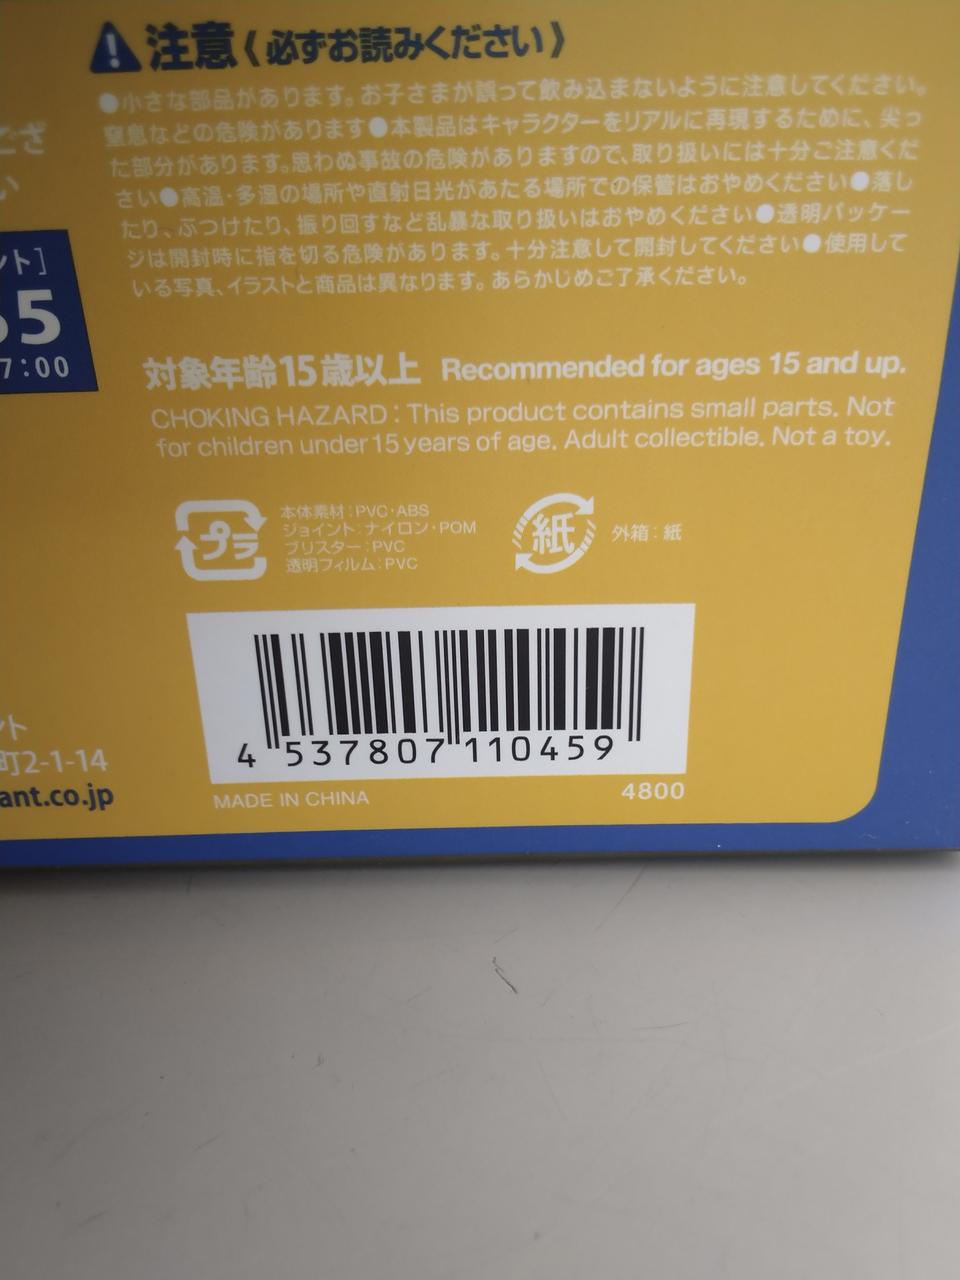 注意《必ずお読みください》
●小さな部品があります。お子さまが誤って飲み込まないように注意してください。
窒息などの危険があります●本製品はキャラクターをリアルに再現するために、尖っ
た部分があります。思わぬ事故の危険がありますので、取り扱いには十分ご注意くだ
さい●高温・多湿の場所や直射日光があたる場所での保管はおやめください●落し
たり、ぶつけたり、振り回すなど乱暴な取り扱いはおやめください●透明パッケー
ジは開封時に指を切る危険があります。十分注意して開封してください●使用して
いる写真、イラストと商品は異なります。あらかじめご了承ください。
ござ
い
ント]
55
7:00
対象年齢15歳以上 Recommended for ages 15 and up.
CHOKING HAZARD : This product contains small parts. Not
for children under 15 years of age. Adult collectible. Not a toy.
プラ
本体素材：PVC・ABS
ジョイント：ナイロン・POM
ブリスター：PVC
透明フィルム：PVC
紙
外箱：紙
4 537807 110459
MADE IN CHINA
4800
ント
町2-1-14
ant.co.jp